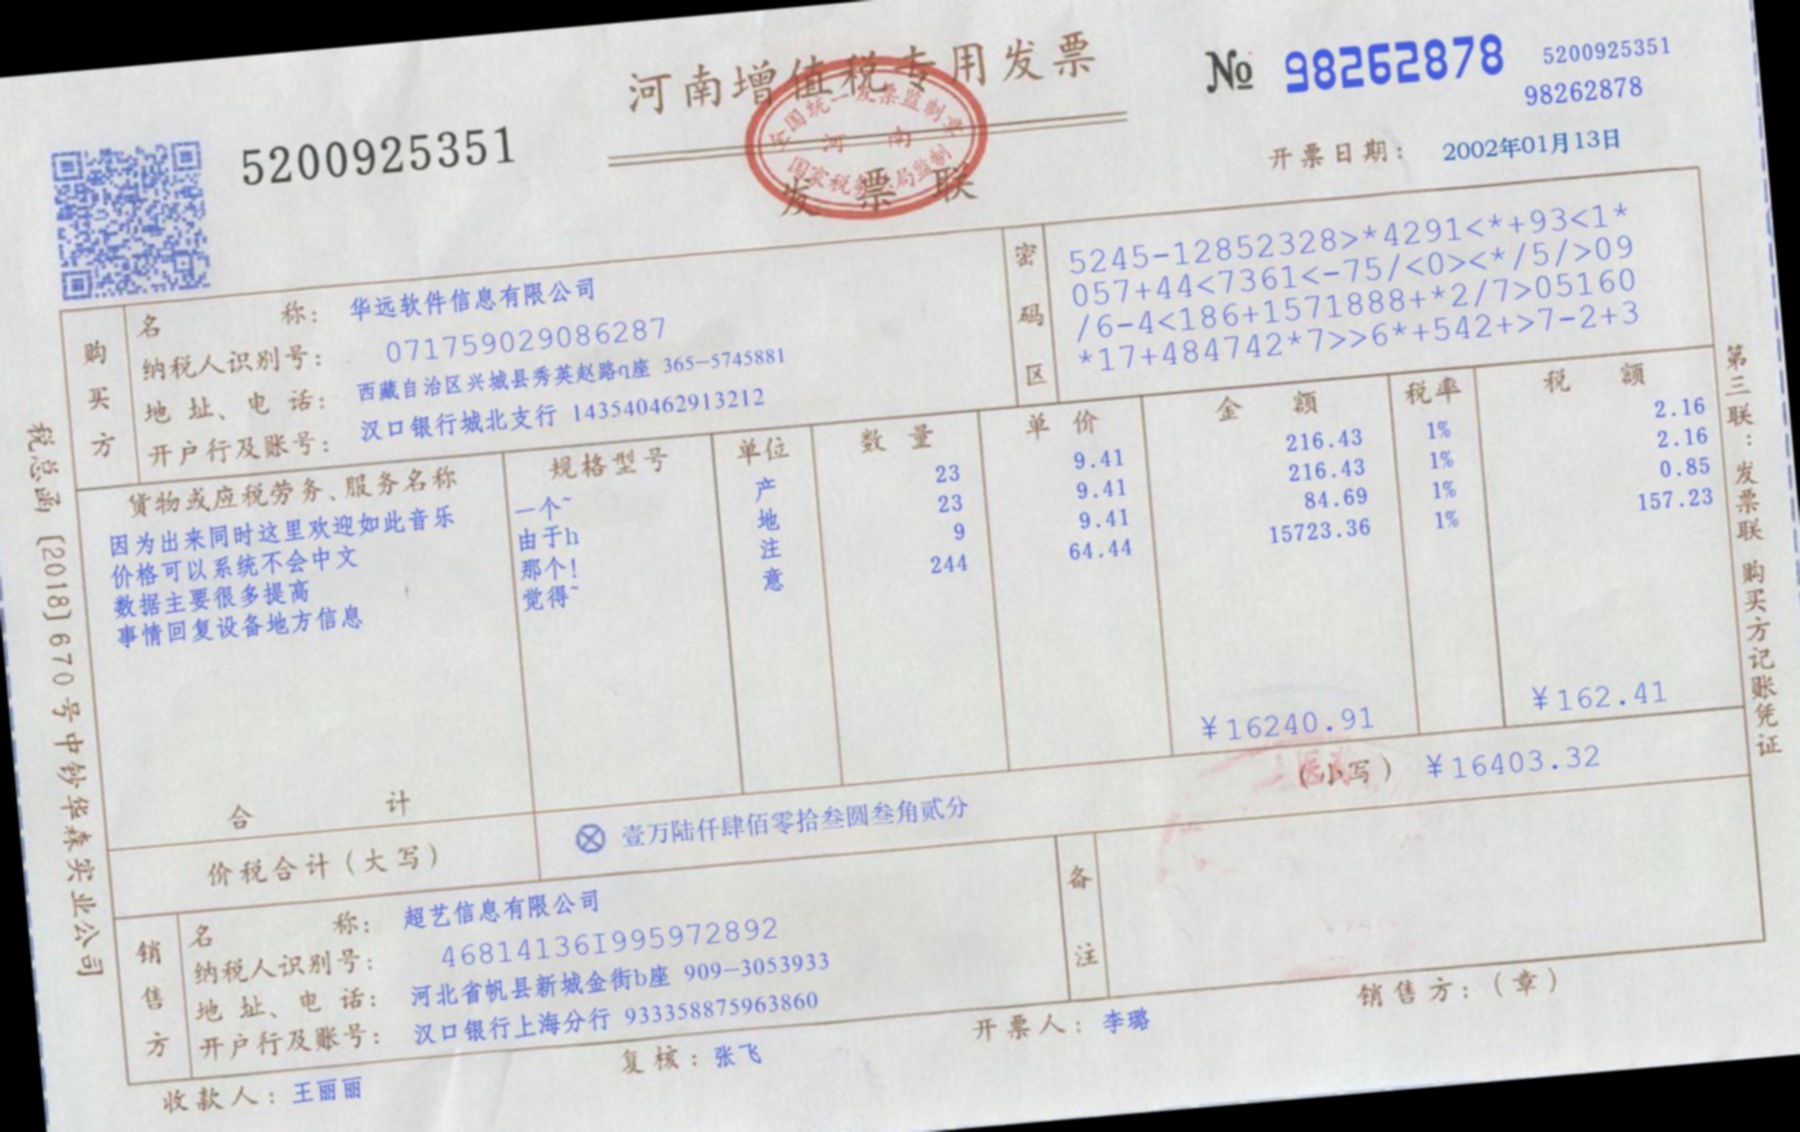 河南增值税专用发票
全国统一发票监制章
河 南
国家税务总局监制
发 票 联
№ 98262878
5200925351
98262878
5200925351
开票日期： 2002年01月13日
购买方
名 称： 华远软件信息有限公司
纳税人识别号： 071759029086287
地 址、电 话： 西藏自治区兴城县秀英赵路q座 365-5745881
开户行及账号： 汉口银行城北支行 143540462913212
密码区
5245-12852328>*4291<*+93<1*
057+44<7361<-75/<0><*/5/>09
/6-4<186+1571888+*2/7>05160
*17+484742*7>>6*+542+>7-2+3
货物或应税劳务、服务名称 规格型号 单位 数 量 单 价 金 额 税率 税 额
因为出来同时这里欢迎如此音乐 一个~ 产 23 9.41 216.43 1% 2.16
价格可以系统不会中文 由于h 地 23 9.41 216.43 1% 2.16
数据主要很多提高 那个! 注 9 9.41 84.69 1% 0.85
事情回复设备地方信息 觉得~ 意 244 64.44 15723.36 1% 157.23
合 计 ¥16240.91 ¥162.41
价税合计（大写） ⊗ 壹万陆仟肆佰零拾叁圆叁角贰分 （小写） ¥16403.32
销售方
名 称： 超艺信息有限公司
纳税人识别号： 46814136I995972892
地 址、电 话： 河北省帆县新城金街b座 909-3053933
开户行及账号： 汉口银行上海分行 933358875963860
备注
收款人： 王丽丽 复核：张飞 开票人： 李璐 销售方：（章）
税总函〔2018〕670号中钞华森实业公司
第三联：发票联 购买方记账凭证